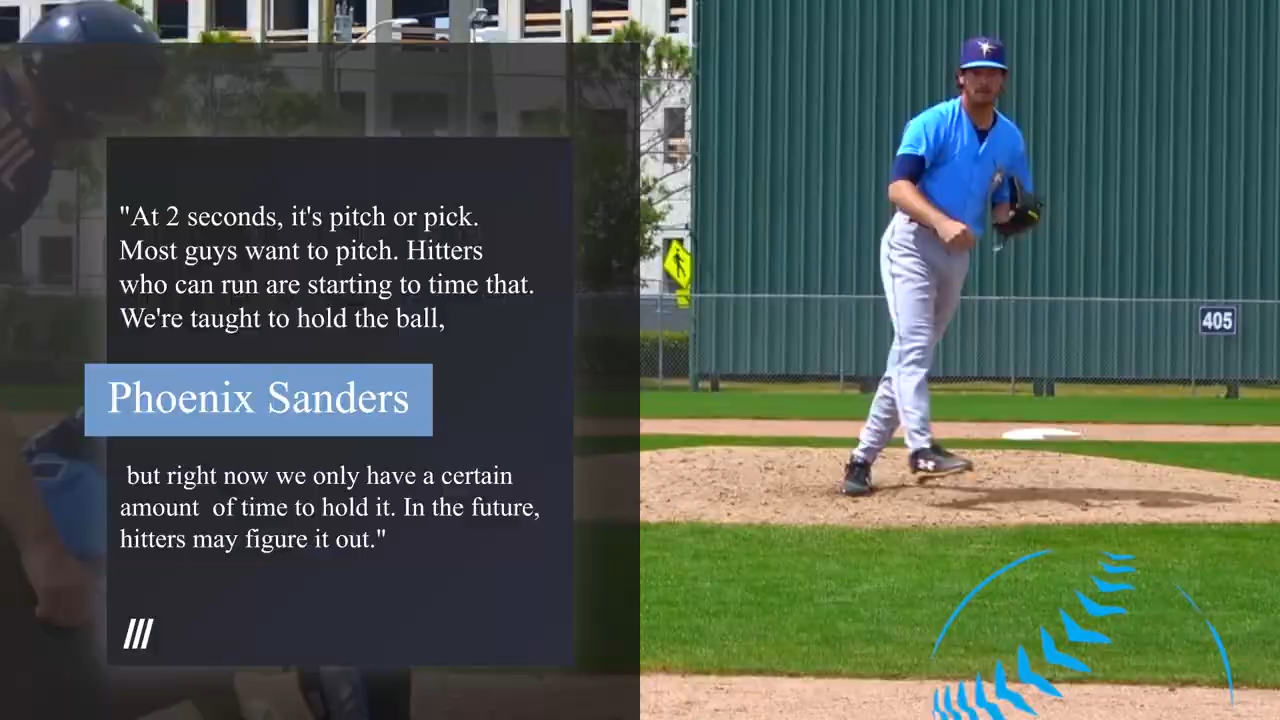 "At 2 seconds, it's pitch or pick.
Most guys want to pitch. Hitters
who can run are starting to time that.
We're taught to hold the ball,
Phoenix Sanders
but right now we only have a certain
amount  of time to hold it. In the future,
hitters may figure it out."
405